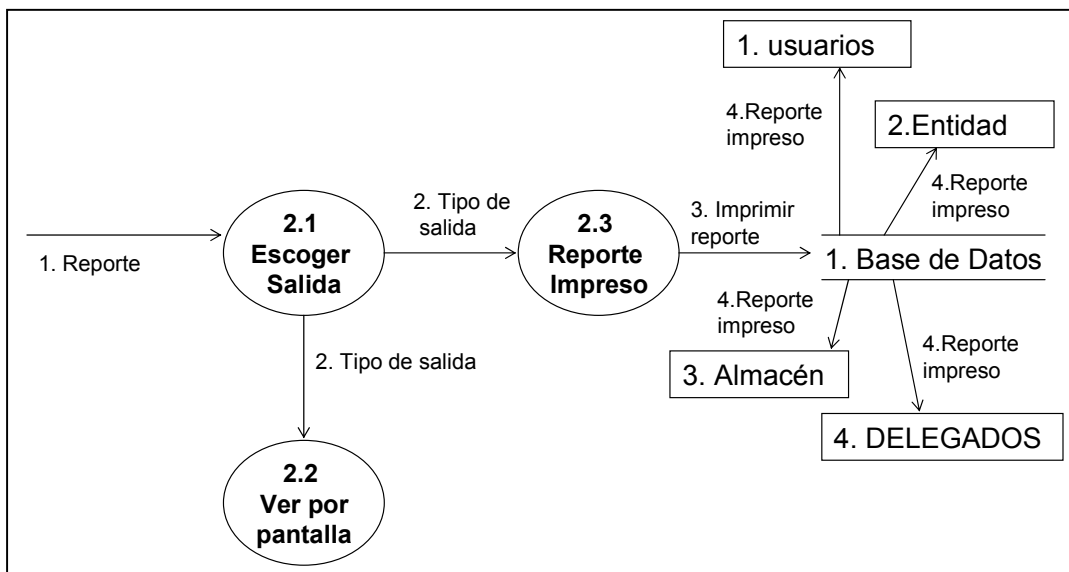 1. usuarios
4.Reporte
impreso
2.Entidad
4.Reporte
impreso
1. Reporte
2.1
Escoger
Salida
2. Tipo de
salida
2.3
Reporte
Impreso
3. Imprimir
reporte
1. Base de Datos
4.Reporte
impreso
3. Almacén
4.Reporte
impreso
4. DELEGADOS
2. Tipo de salida
2.2
Ver por
pantalla